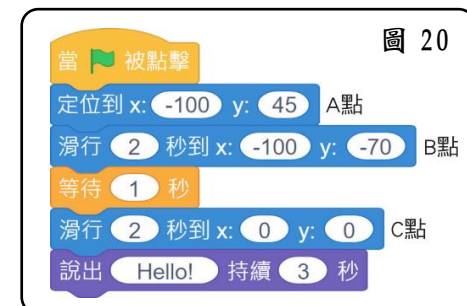 圖 20
當 被點擊
定位到 x: -100 y: 45 A點
滑行 2 秒到 x: -100 y: -70 B點
等待 1 秒
滑行 2 秒到 x: 0 y: 0 C點
說出 Hello! 持續 3 秒